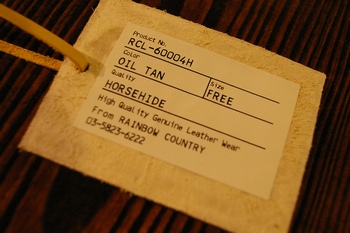 Product No.
RCL-60004H
Color
OIL TAN
Quality Size
HORSEHIDE FREE
High Quality Genuine Leather Wear
From RAINBOW COUNTRY
03-5823-6222